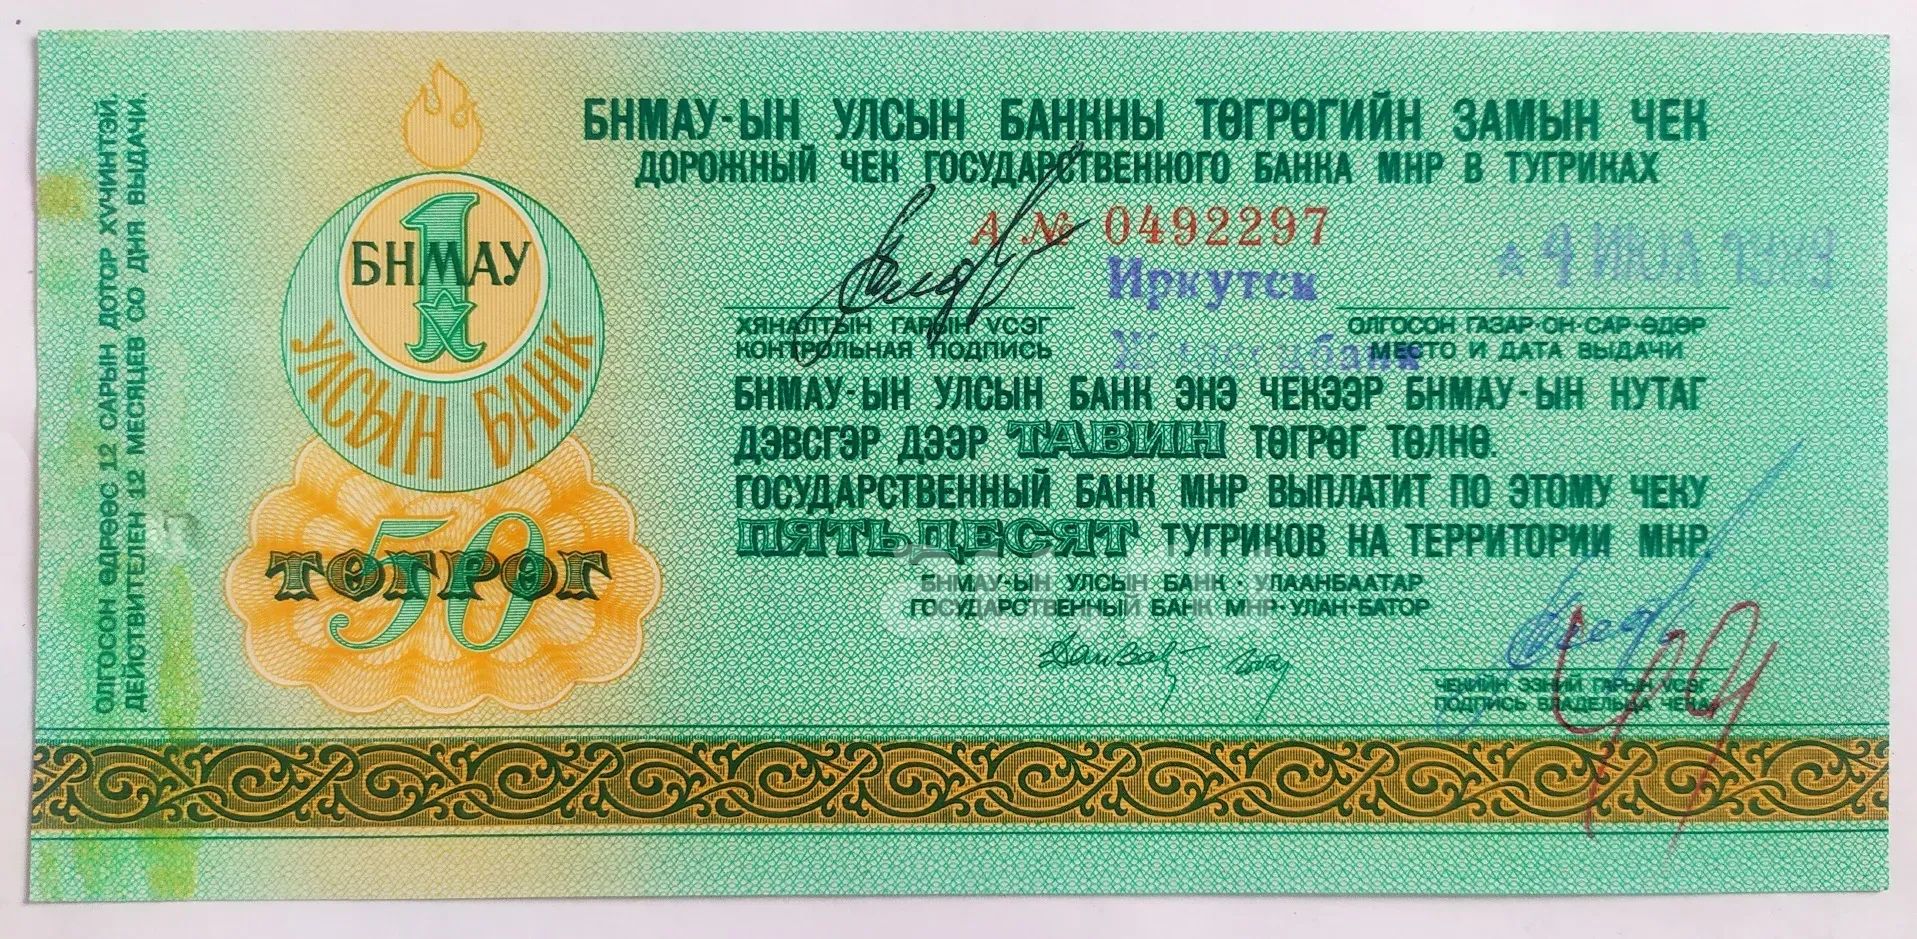 БНМАУ-ЫН УЛСЫН БАНКНЫ ТӨГРӨГИЙН ЗАМЫН ЧЕК
ДОРОЖНЫЙ ЧЕК ГОСУДАРСТВЕННОГО БАНКА МНР В ТУГРИКАХ
А № 0492297
Иркутск
ХЯНАЛТЫН ГАРЫН ҮСЭГ
КОНТРОЛЬНАЯ ПОДПИСЬ
ОЛГОСОН ГАЗАР·ОН·САР·ӨДӨР
МЕСТО И ДАТА ВЫДАЧИ
БНМАУ-ЫН УЛСЫН БАНК ЭНЭ ЧЕКЭЭР БНМАУ-ЫН НУТАГ
ДЭВСГЭР ДЭЭР ТАВИН ТӨГРӨГ ТӨЛНӨ.
ГОСУДАРСТВЕННЫЙ БАНК МНР ВЫПЛАТИТ ПО ЭТОМУ ЧЕКУ
ПЯТЬДЕСЯТ ТУГРИКОВ НА ТЕРРИТОРИИ МНР
БНМАУ-ЫН УЛСЫН БАНК · УЛААНБААТАР
ГОСУДАРСТВЕННЫЙ БАНК МНР·УЛАН-БАТОР
ЧЕКИЙН ЭЗНИЙ ГАРЫН ҮСЭГ
ПОДПИСЬ ВЛАДЕЛЬЦА ЧЕКА
1
БНМАУ
УЛСЫН БАНК
50
ТӨГРӨГ
ОЛГОСОН ӨДРӨӨС 12 САРЫН ДОТОР ХҮЧИНТЭЙ.
ДЕЙСТВИТЕЛЕН 12 МЕСЯЦЕВ СО ДНЯ ВЫДАЧИ.